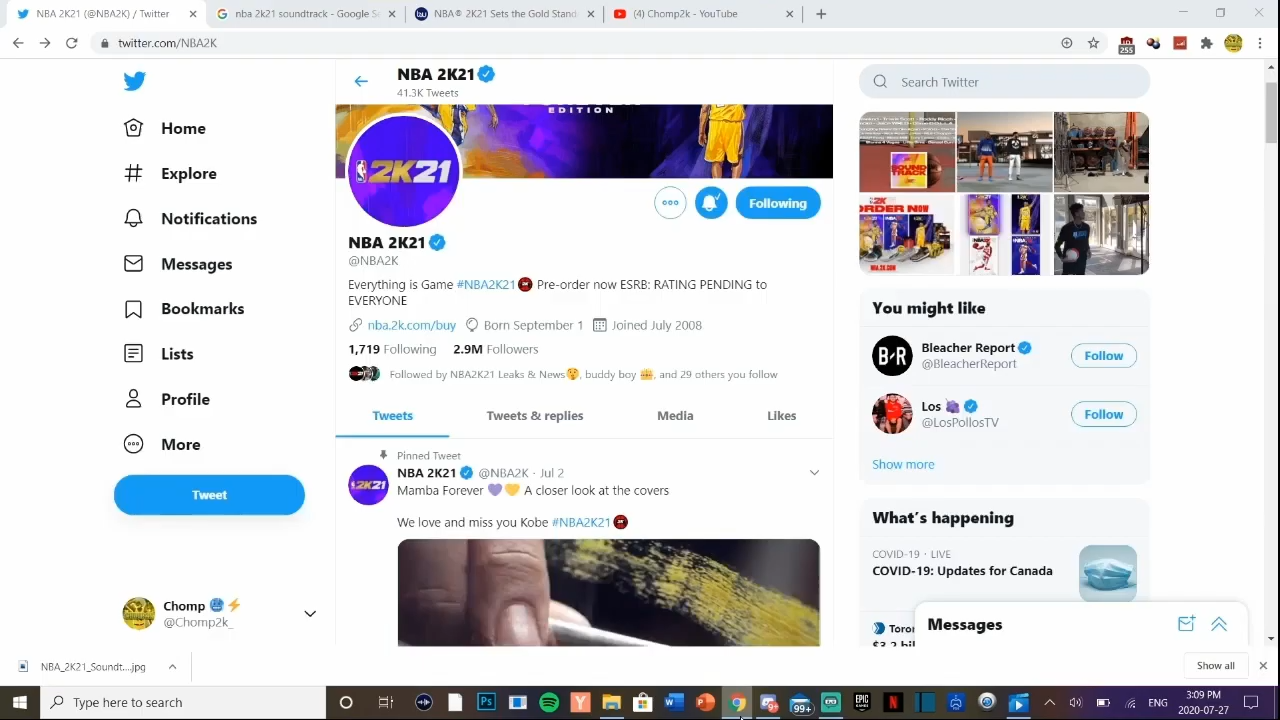 NBA 2K21 (@NBA2K) / Twitter
nba 2k21 soundtrack - Google Se
NBA® 2K21 Sets the Gold Stand
(4) Chomp2k - YouTube
twitter.com/NBA2K
255
NBA 2K21
41.3K Tweets
EDITION
2K21
Following
NBA 2K21
@NBA2K
Everything is Game #NBA2K21 Pre-order now ESRB: RATING PENDING to
EVERYONE
nba.2k.com/buy Born September 1 Joined July 2008
1,719 Following 2.9M Followers
Followed by NBA2K21 Leaks & News🤫, buddy boy 👑, and 29 others you follow
Tweets
Tweets & replies
Media
Likes
Pinned Tweet
NBA 2K21 @NBA2K · Jul 2
Mamba Forever 💜💛 A closer look at the covers
We love and miss you Kobe #NBA2K21
Home
Explore
Notifications
Messages
Bookmarks
Lists
Profile
More
Tweet
Chomp 🥶⚡
@Chomp2k_
Search Twitter
SOUND
TRACK
ORDER NOW
You might like
B/R
Bleacher Report
@BleacherReport
Follow
Los 🍇
@LosPollosTV
Follow
Show more
What's happening
COVID-19 · LIVE
COVID-19: Updates for Canada
Messages
NBA_2K21_Soundt....jpg
Show all
Type here to search
99+
EPIC
GAMES
ENG
3:09 PM
2020-07-27